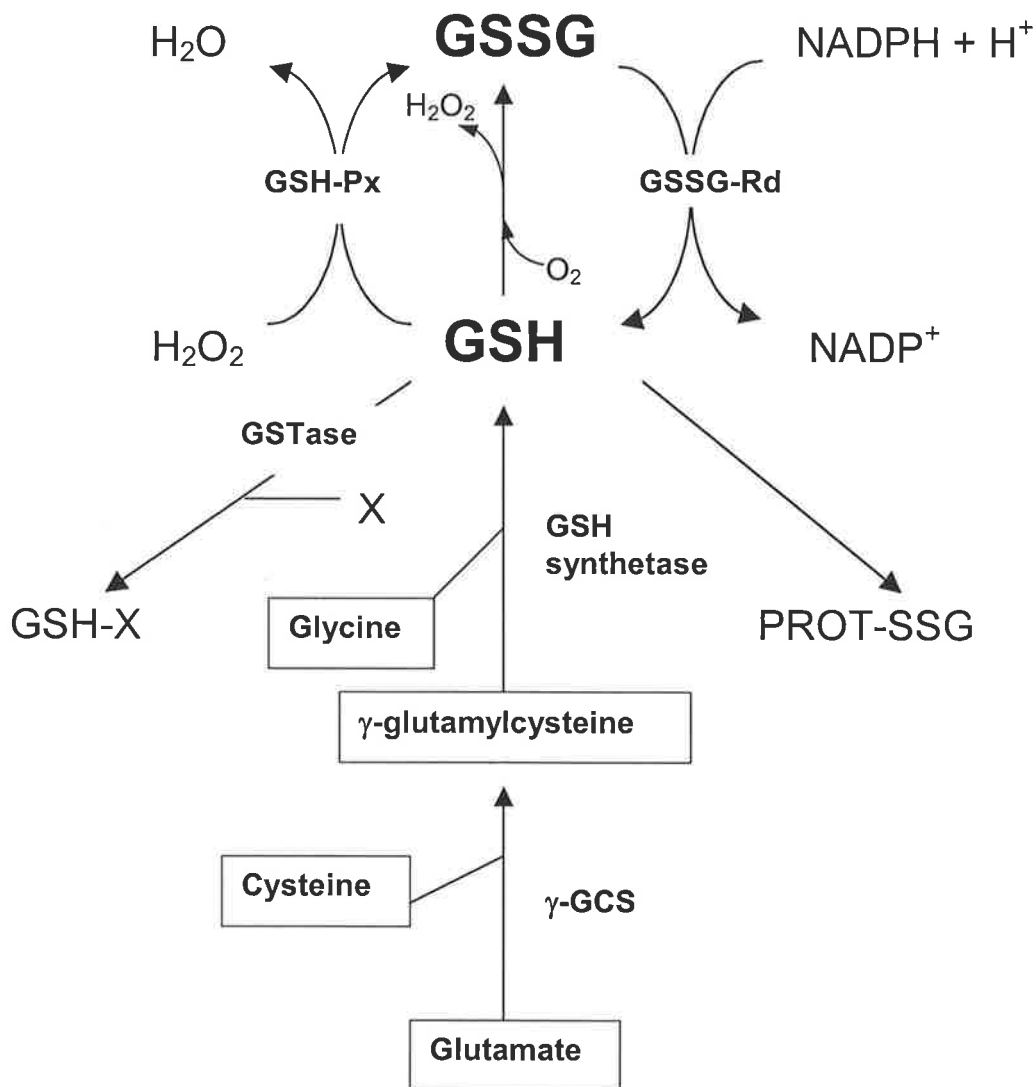 H₂O
GSSG
NADPH + H⁺
H₂O₂
GSH-Px
GSSG-Rd
O₂
H₂O₂
GSH
NADP⁺
GSTase
X
GSH
synthetase
GSH-X
Glycine
PROT-SSG
γ-glutamylcysteine
Cysteine
γ-GCS
Glutamate